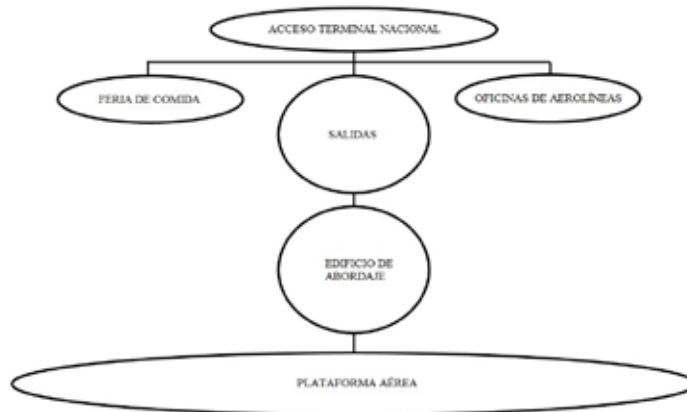 ACCESO TERMINAL NACIONAL
FERIA DE COMIDA
OFICINAS DE AEROLÍNEAS
SALIDAS
EDIFICIO DE
ABORDAJE
PLATAFORMA AÉREA